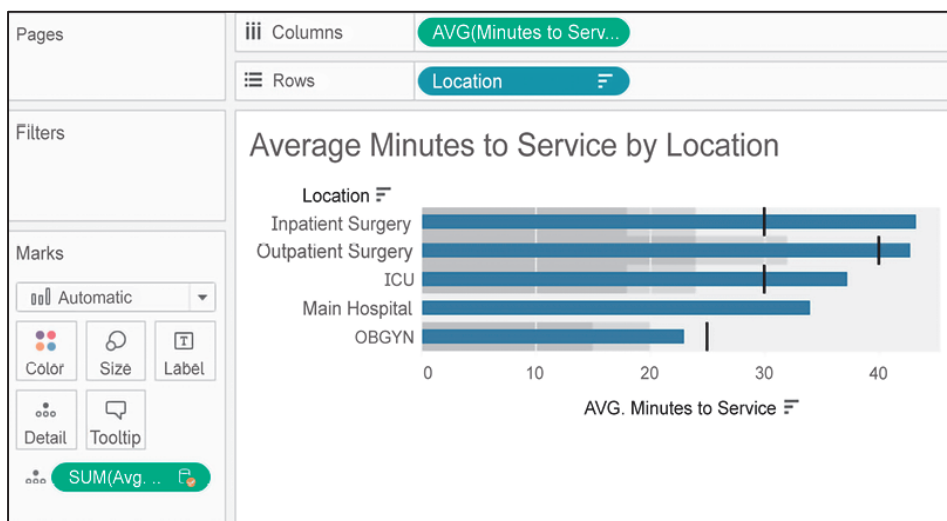 Pages
Columns
AVG(Minutes to Serv...
Rows
Location
Filters
Average Minutes to Service by Location
Location
Inpatient Surgery
Outpatient Surgery
ICU
Main Hospital
OBGYN
0 10 20 30 40
AVG. Minutes to Service
Marks
Automatic
Color Size Label
Detail Tooltip
SUM(Avg. ..